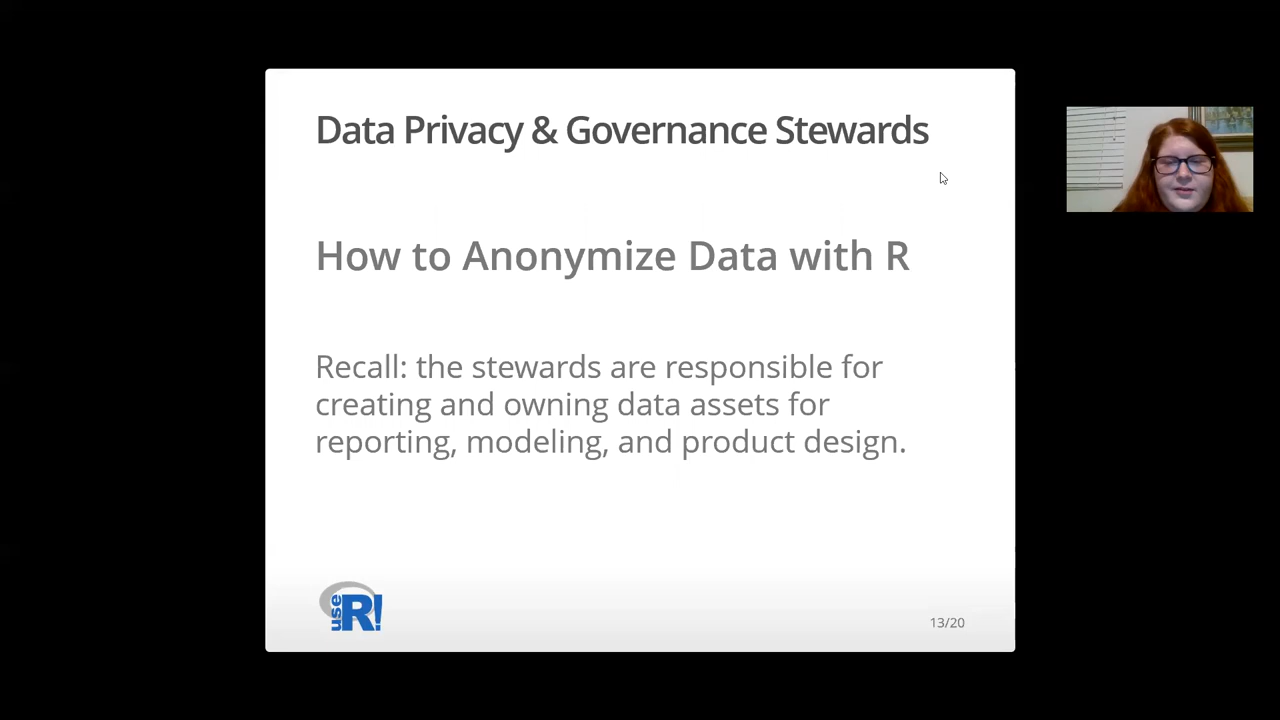 Data Privacy & Governance Stewards
How to Anonymize Data with R
Recall: the stewards are responsible for
creating and owning data assets for
reporting, modeling, and product design.
use R!
13/20